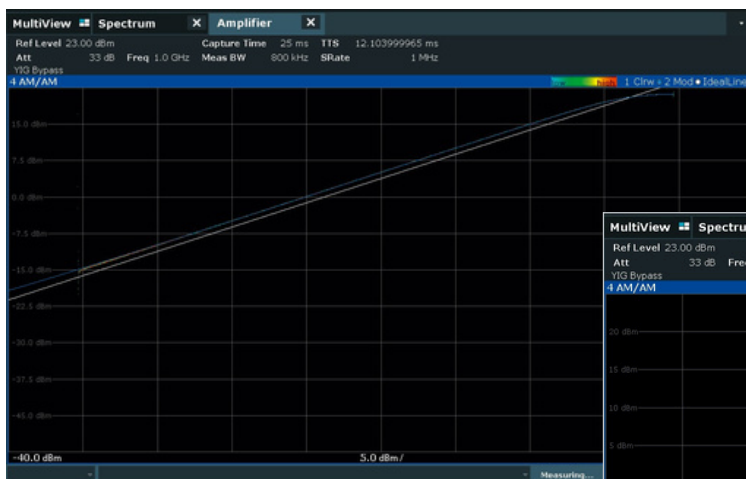 MultiView Spectrum X Amplifier X
Ref Level 23.00 dBm Capture Time 25 ms TTS 12.103999965 ms
Att 33 dB Freq 1.0 GHz Meas BW 800 kHz SRate 1 MHz
YIG Bypass
4 AM/AM high 1 Clrw 2 Mod IdealLine
15.0 dBm
7.5 dBm
0.0 dBm
-7.5 dBm
-15.0 dBm
-22.5 dBm
-30.0 dBm
-37.5 dBm
-45.0 dBm
-40.0 dBm 5.0 dBm/
Measuring...
MultiView Spectru
Ref Level 23.00 dBm
Att 33 dB Fre
YIG Bypass
4 AM/AM
20 dBm
15 dBm
10 dBm
5 dBm